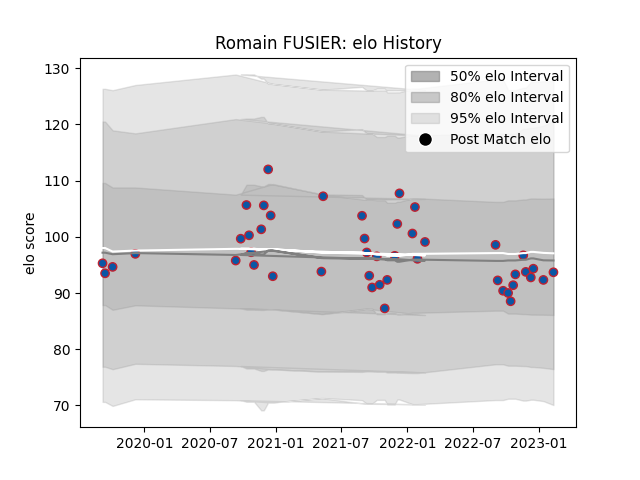 Romain FUSIER: elo History
50% elo Interval
80% elo Interval
95% elo Interval
Post Match elo
elo score
130
120
110
100
90
80
70
2020-01 2020-07 2021-01 2021-07 2022-01 2022-07 2023-01